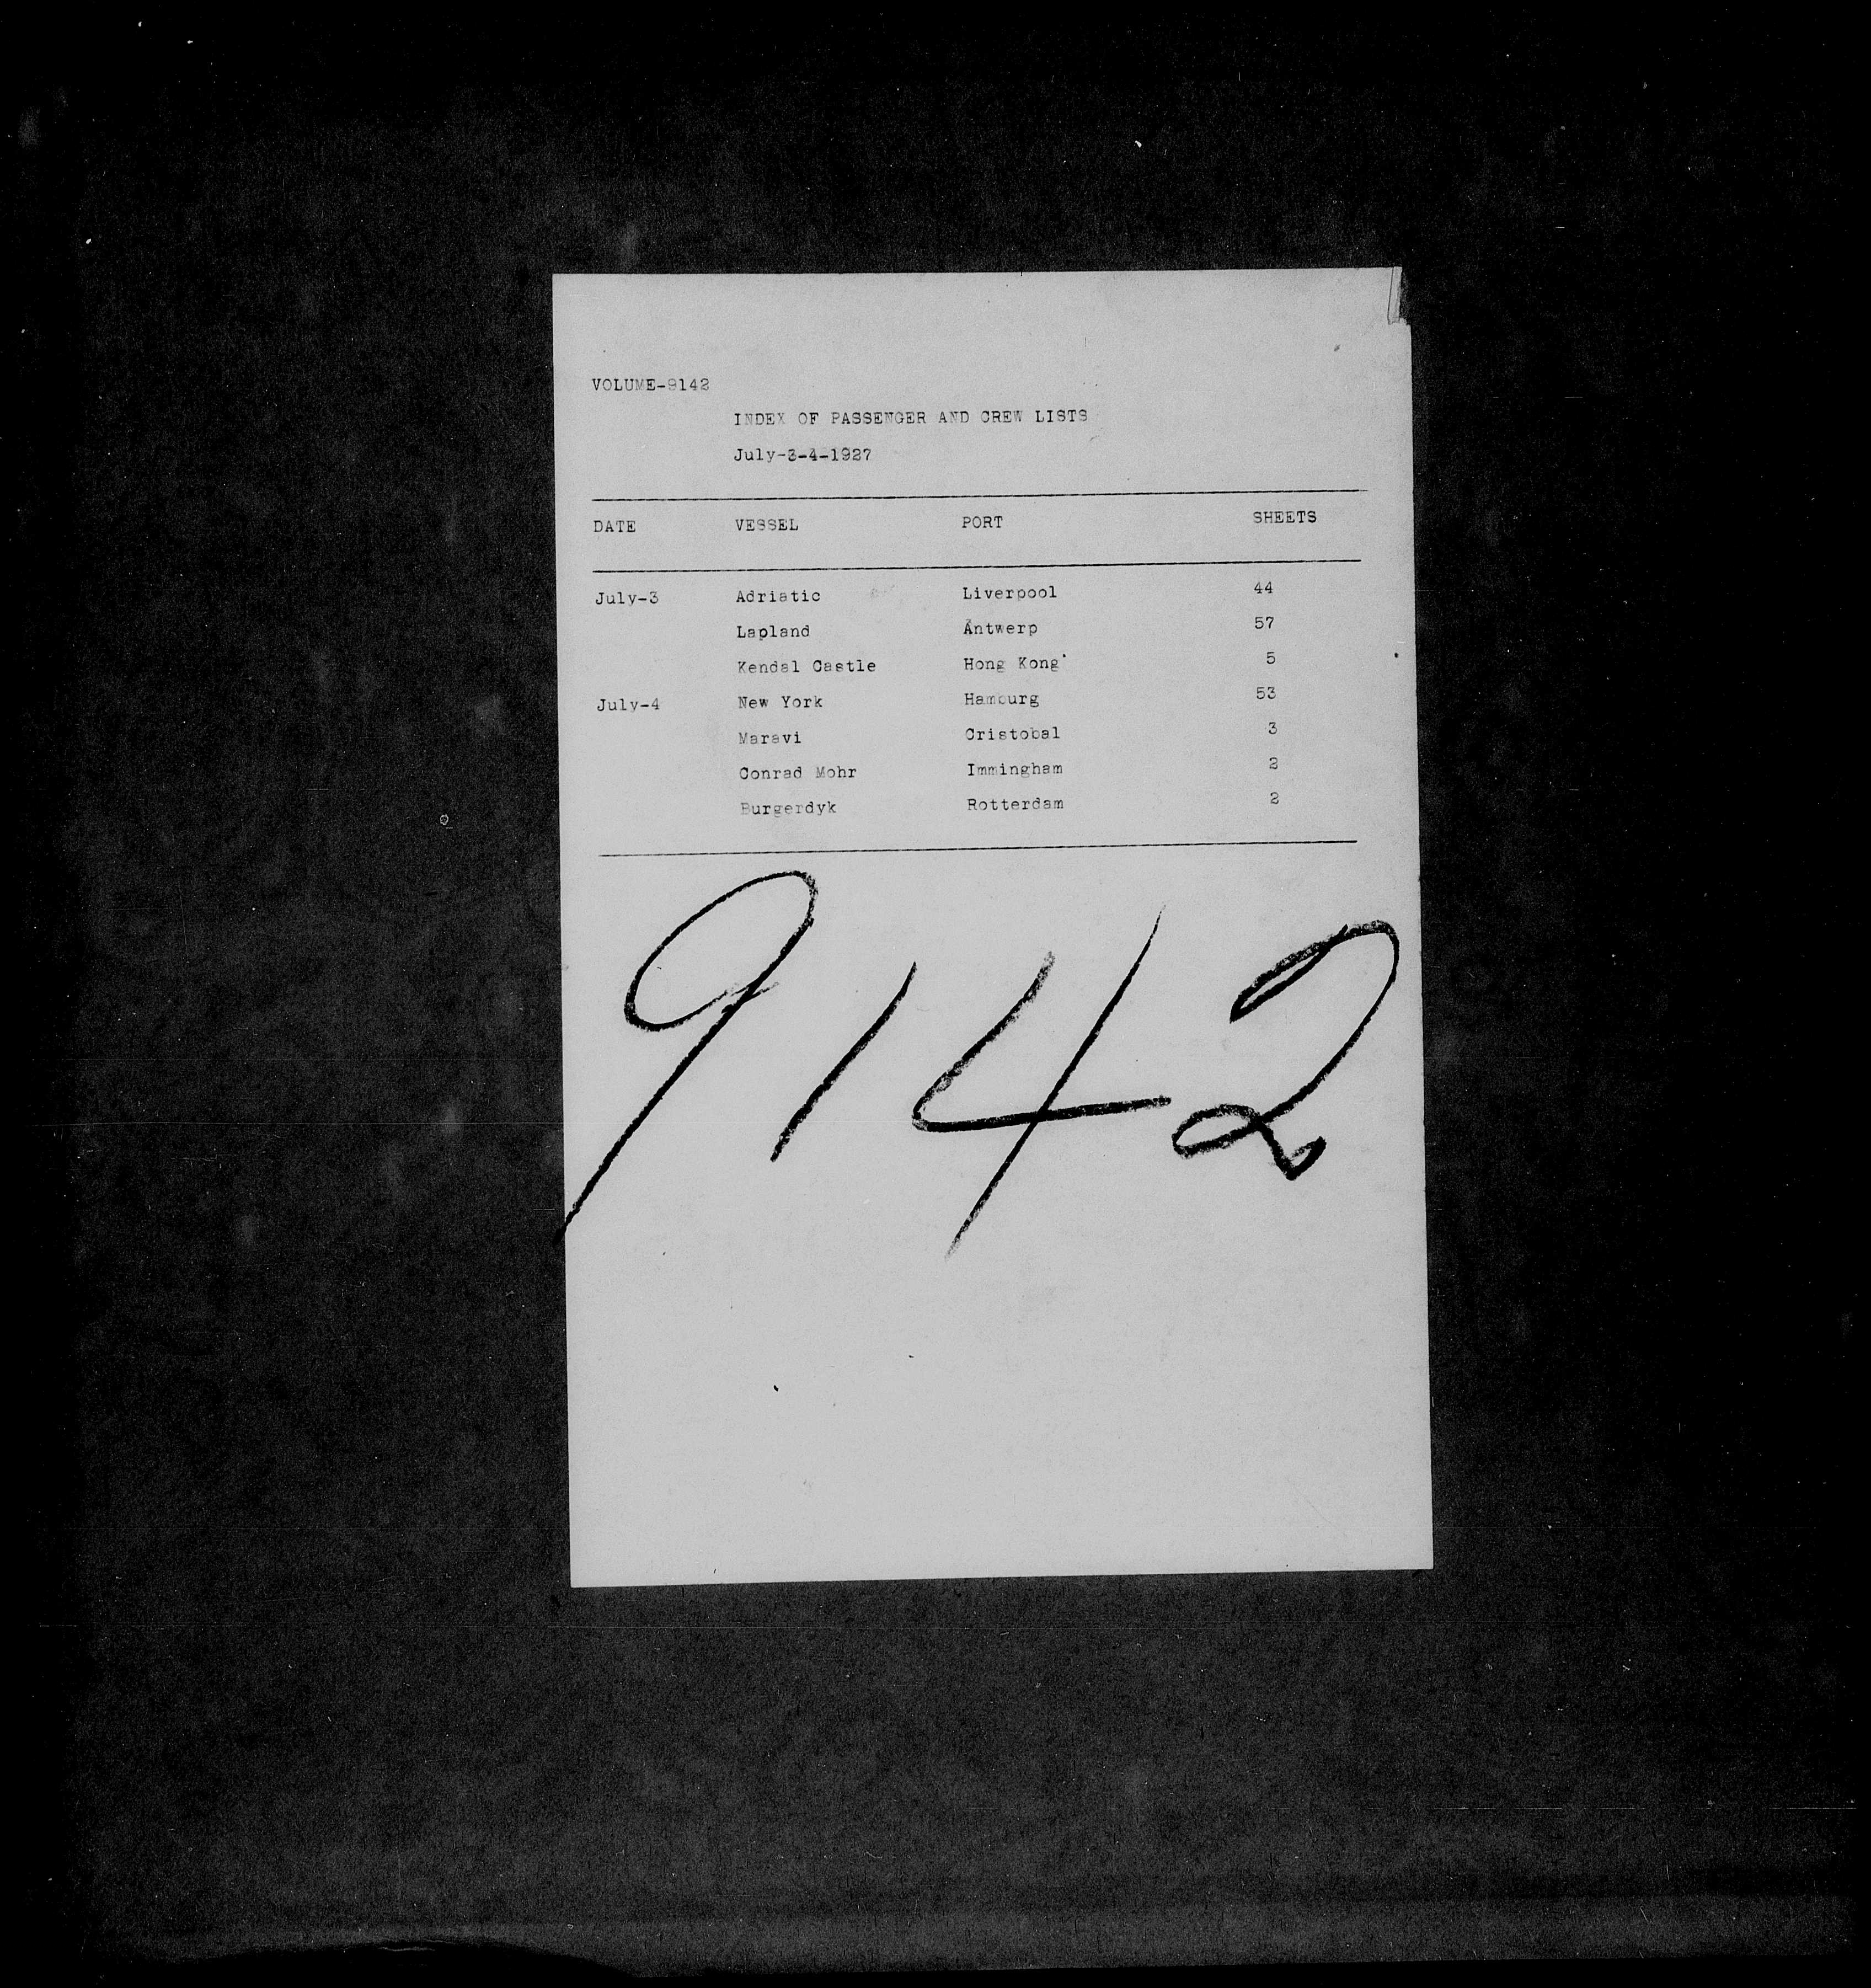 VOLUME-9142
INDEX OF PASSENGER AND CREW LISTS
July-3-4-1927
DATE VESSEL PORT SHEETS
July-3 Adriatic Liverpool 44
Lapland Antwerp 57
Kendal Castle Hong Kong 5
July-4 New York Hamburg 53
Maravi Cristobal 3
Conrad Mohr Immingham 2
Burgerdyk Rotterdam 2
9142